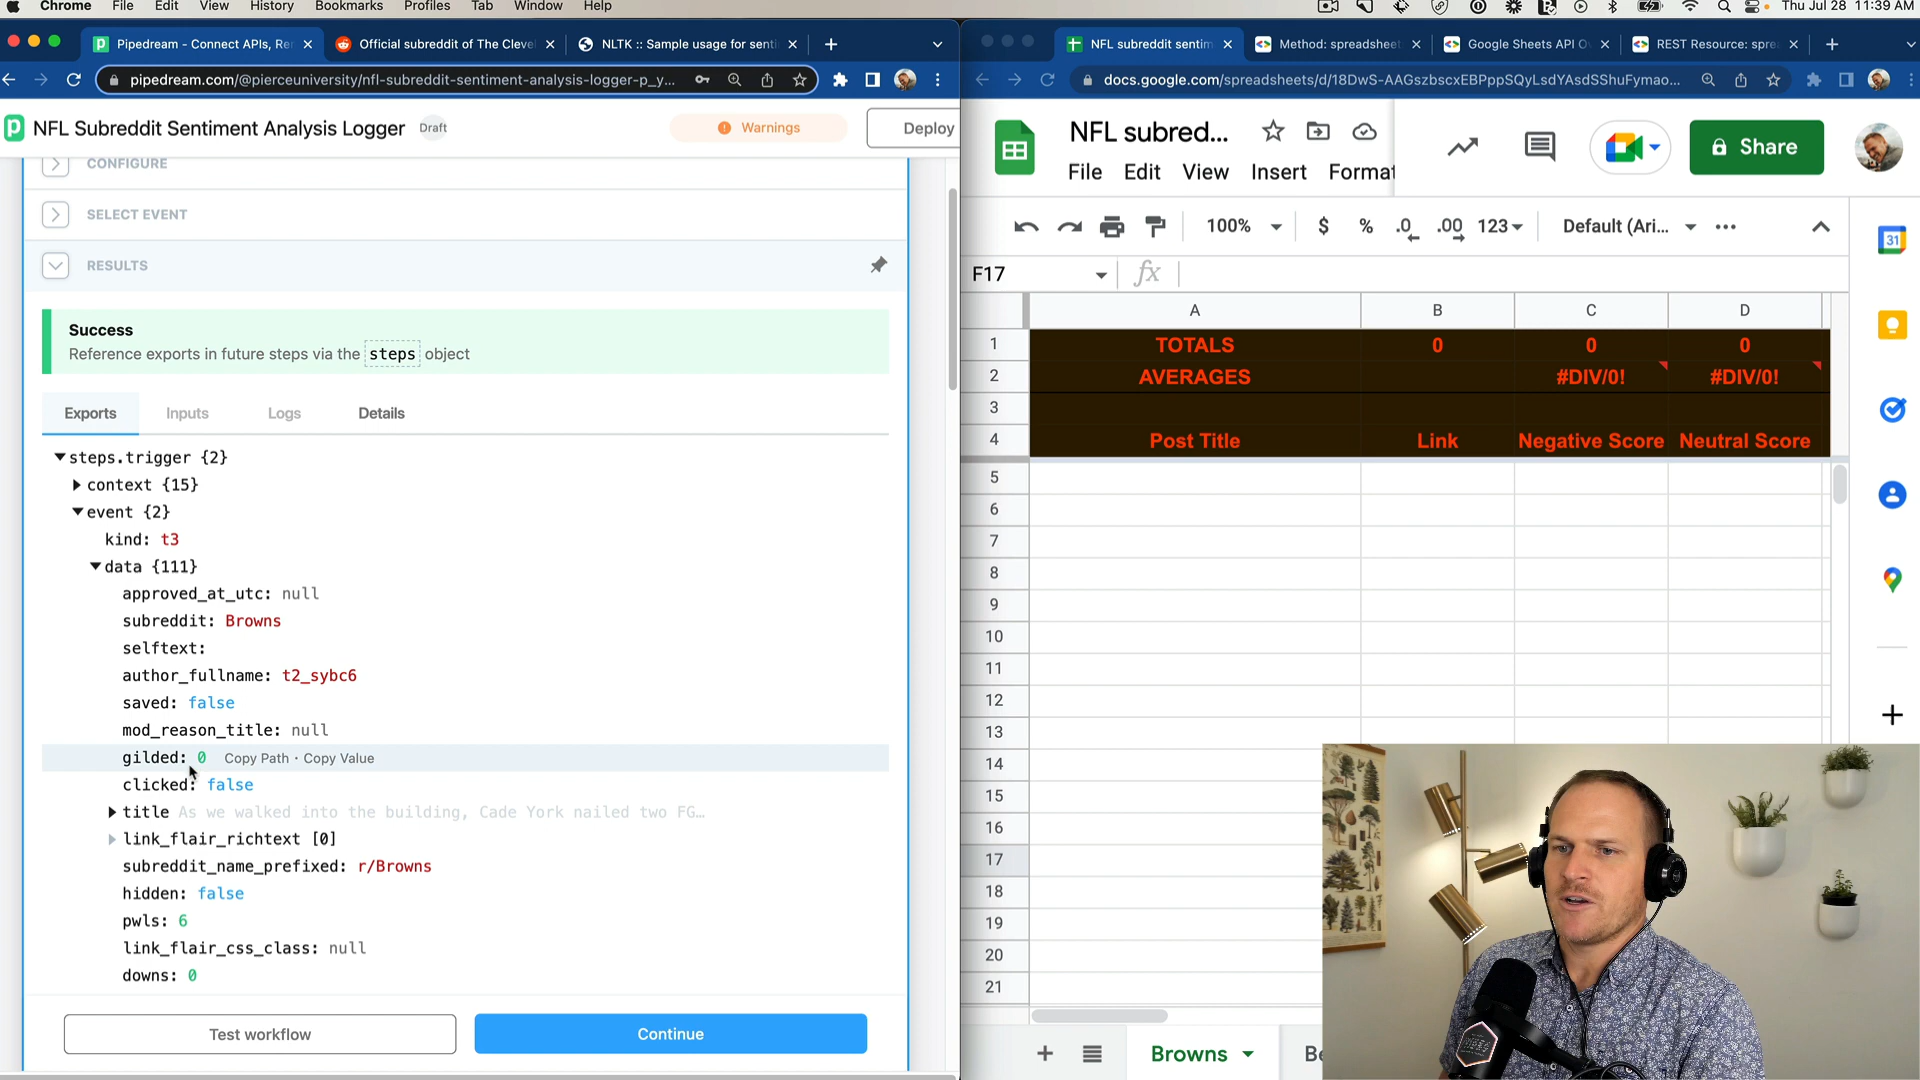 Chrome File Edit View History Bookmarks Profiles Tab Window Help Thu Jul 28 11:39 AM
Pipedream - Connect APIs, Re Official subreddit of The Cleve NLTK :: Sample usage for senti
pipedream.com/@pierceuniversity/nfl-subreddit-sentiment-analysis-logger-p_y...
NFL Subreddit Sentiment Analysis Logger Draft Warnings Deploy
CONFIGURE
SELECT EVENT
RESULTS
Success
Reference exports in future steps via the steps object
Exports Inputs Logs Details
steps.trigger {2}
context {15}
event {2}
kind: t3
data {111}
approved_at_utc: null
subreddit: Browns
selftext:
author_fullname: t2_sybc6
saved: false
mod_reason_title: null
gilded: 0 Copy Path • Copy Value
clicked: false
title As we walked into the building, Cade York nailed two FG…
link_flair_richtext [0]
subreddit_name_prefixed: r/Browns
hidden: false
pwls: 6
link_flair_css_class: null
downs: 0
Test workflow Continue
NFL subreddit sentim Method: spreadshee Google Sheets API O REST Resource: spre
docs.google.com/spreadsheets/d/18DwS-AAGszbscxEBPppSQyLsdYAsdSShuFymao...
NFL subred... Share
File Edit View Insert Format
100% $ % .0 .00 123 Default (Ari...
F17 fx
A B C D
1 TOTALS 0 0 0
2 AVERAGES #DIV/0! #DIV/0!
3
4 Post Title Link Negative Score Neutral Score
5
6
7
8
9
10
11
12
13
14
15
16
17
18
19
20
21
Browns Be
31